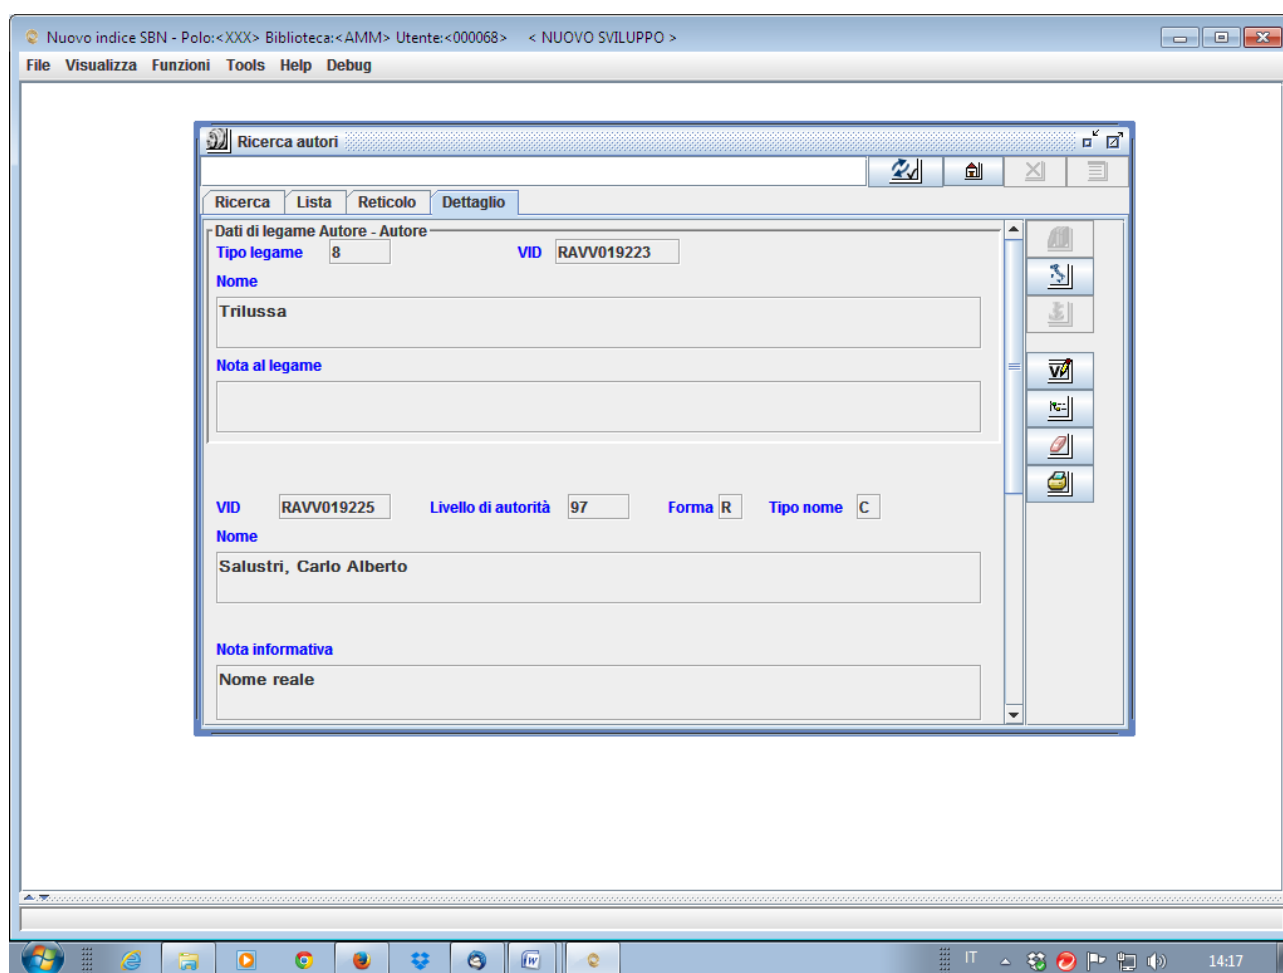 Nuovo indice SBN - Polo:<XXX> Biblioteca:<AMM> Utente:<000068> < NUOVO SVILUPPO >
File Visualizza Funzioni Tools Help Debug
Ricerca autori
Ricerca Lista Reticolo Dettaglio
Dati di legame Autore - Autore
Tipo legame 8 VID RAVV019223
Nome
Trilussa
Nota al legame
VID RAVV019225 Livello di autorità 97 Forma R Tipo nome C
Nome
Salustri, Carlo Alberto
Nota informativa
Nome reale
IT 14:17